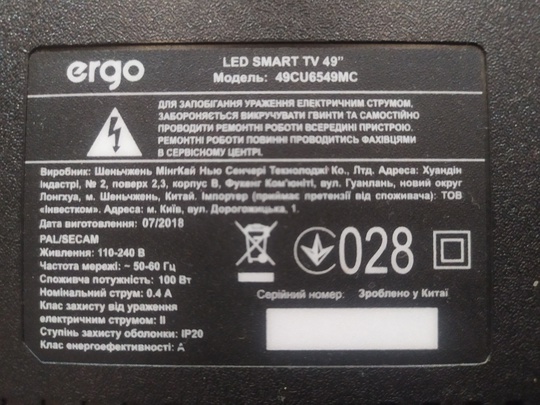 ergo
LED SMART TV 49"
Модель: 49CU6549MC
ДЛЯ ЗАПОБІГАННЯ УРАЖЕННЯ ЕЛЕКТРИЧНИМ СТРУМОМ,
ЗАБОРОНЯЄТЬСЯ ВИКРУЧУВАТИ ГВИНТИ ТА САМОСТІЙНО
ПРОВОДИТИ РЕМОНТНІ РОБОТИ ВСЕРЕДИНІ ПРИСТРОЮ.
РЕМОНТНІ РОБОТИ ПОВИННІ ПРОВОДИТИСЬ ФАХІВЦЯМИ
В СЕРВІСНОМУ ЦЕНТРІ.
Виробник: Шеньчжень МінгКай Нью Сенчері Текнолоджі Ко., Лтд. Адреса: Хуандін
Індастрі, № 2, поверх 2,3, корпус В, Фукенг Ком'юніті, вул. Гуанлань, новий округ
Лонгхуа, м. Шеньчжень, Китай. Імпортер (приймає претензії від споживача): ТОВ
«Інвестком». Адреса: м. Київ, вул. Дорогожицька, 1.
Дата виготовлення: 07/2018
PAL/SECAM
Живлення: 110-240 В
Частота мережі: ~ 50-60 Гц
Споживча потужність: 100 Вт
Номінальний струм: 0.4 А
Клас захисту від ураження
електричним струмом: II
Ступінь захисту оболонки: IP20
Клас енергоефективності: А
028
Серійний номер: Зроблено у Китаї